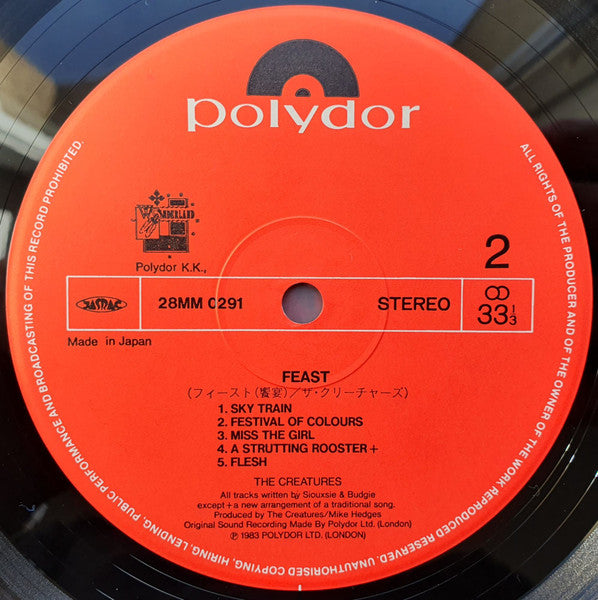 polydor
WONDERLAND
Polydor K.K.,
2
JASRAC
28MM 0291
STEREO
33⅓
Made in Japan
FEAST
(フィースト(饗宴)/ザ・クリーチャーズ)
1. SKY TRAIN
2. FESTIVAL OF COLOURS
3. MISS THE GIRL
4. A STRUTTING ROOSTER+
5. FLESH
THE CREATURES
All tracks written by Siouxsie & Budgie
except+a new arrangement of a traditional song.
Produced by The Creatures/Mike Hedges
Original Sound Recording Made By Polydor Ltd. (London)
℗ 1983 POLYDOR LTD. (LONDON)
ALL RIGHTS OF THE PRODUCER AND OF THE OWNER OF THE WORK REPRODUCED RESERVED. UNAUTHORISED COPYING, HIRING, LENDING, PUBLIC PERFORMANCE AND BROADCASTING OF THIS RECORD PROHIBITED.